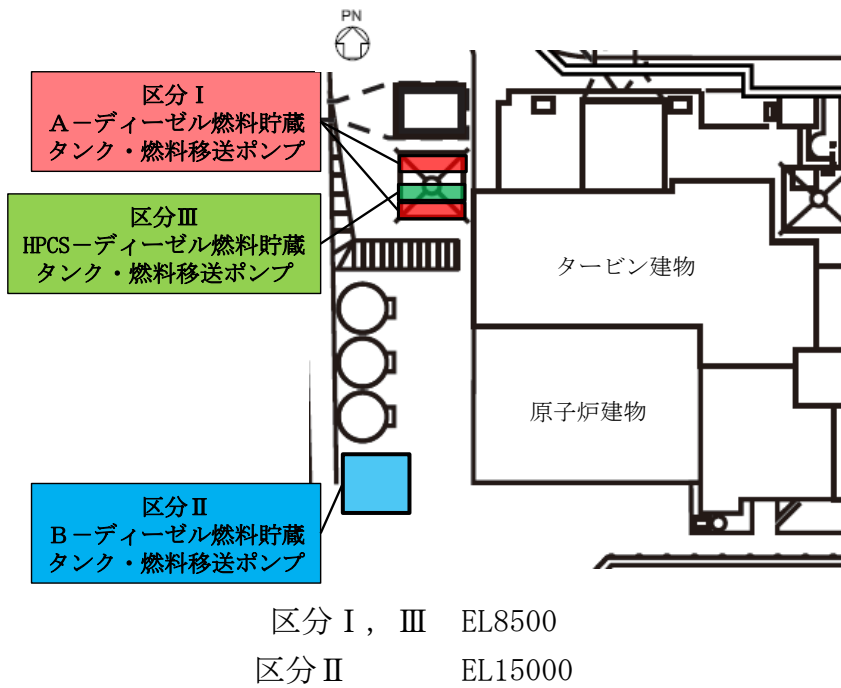 PN
区分Ⅰ
A－ディーゼル燃料貯蔵
タンク・燃料移送ポンプ
区分Ⅲ
HPCS－ディーゼル燃料貯蔵
タンク・燃料移送ポンプ
タービン建物
原子炉建物
区分Ⅱ
B－ディーゼル燃料貯蔵
タンク・燃料移送ポンプ
区分Ⅰ，Ⅲ　EL8500
区分Ⅱ　EL15000